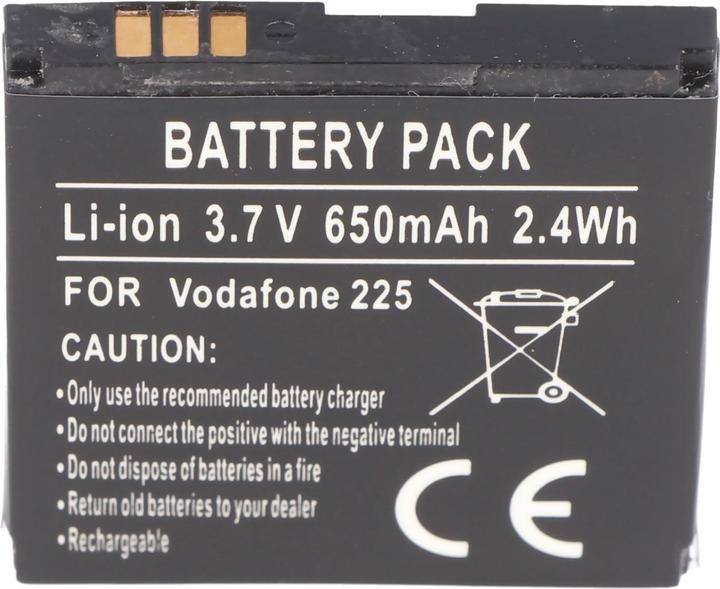 BATTERY PACK
Li-ion 3.7 V 650mAh 2.4Wh
FOR Vodafone 225
CAUTION:
•Only use the recommended battery charger
•Do not connect the positive with the negative terminal
•Do not dispose of batteries in a fire
•Return old batteries to your dealer
•Rechargeable
CE